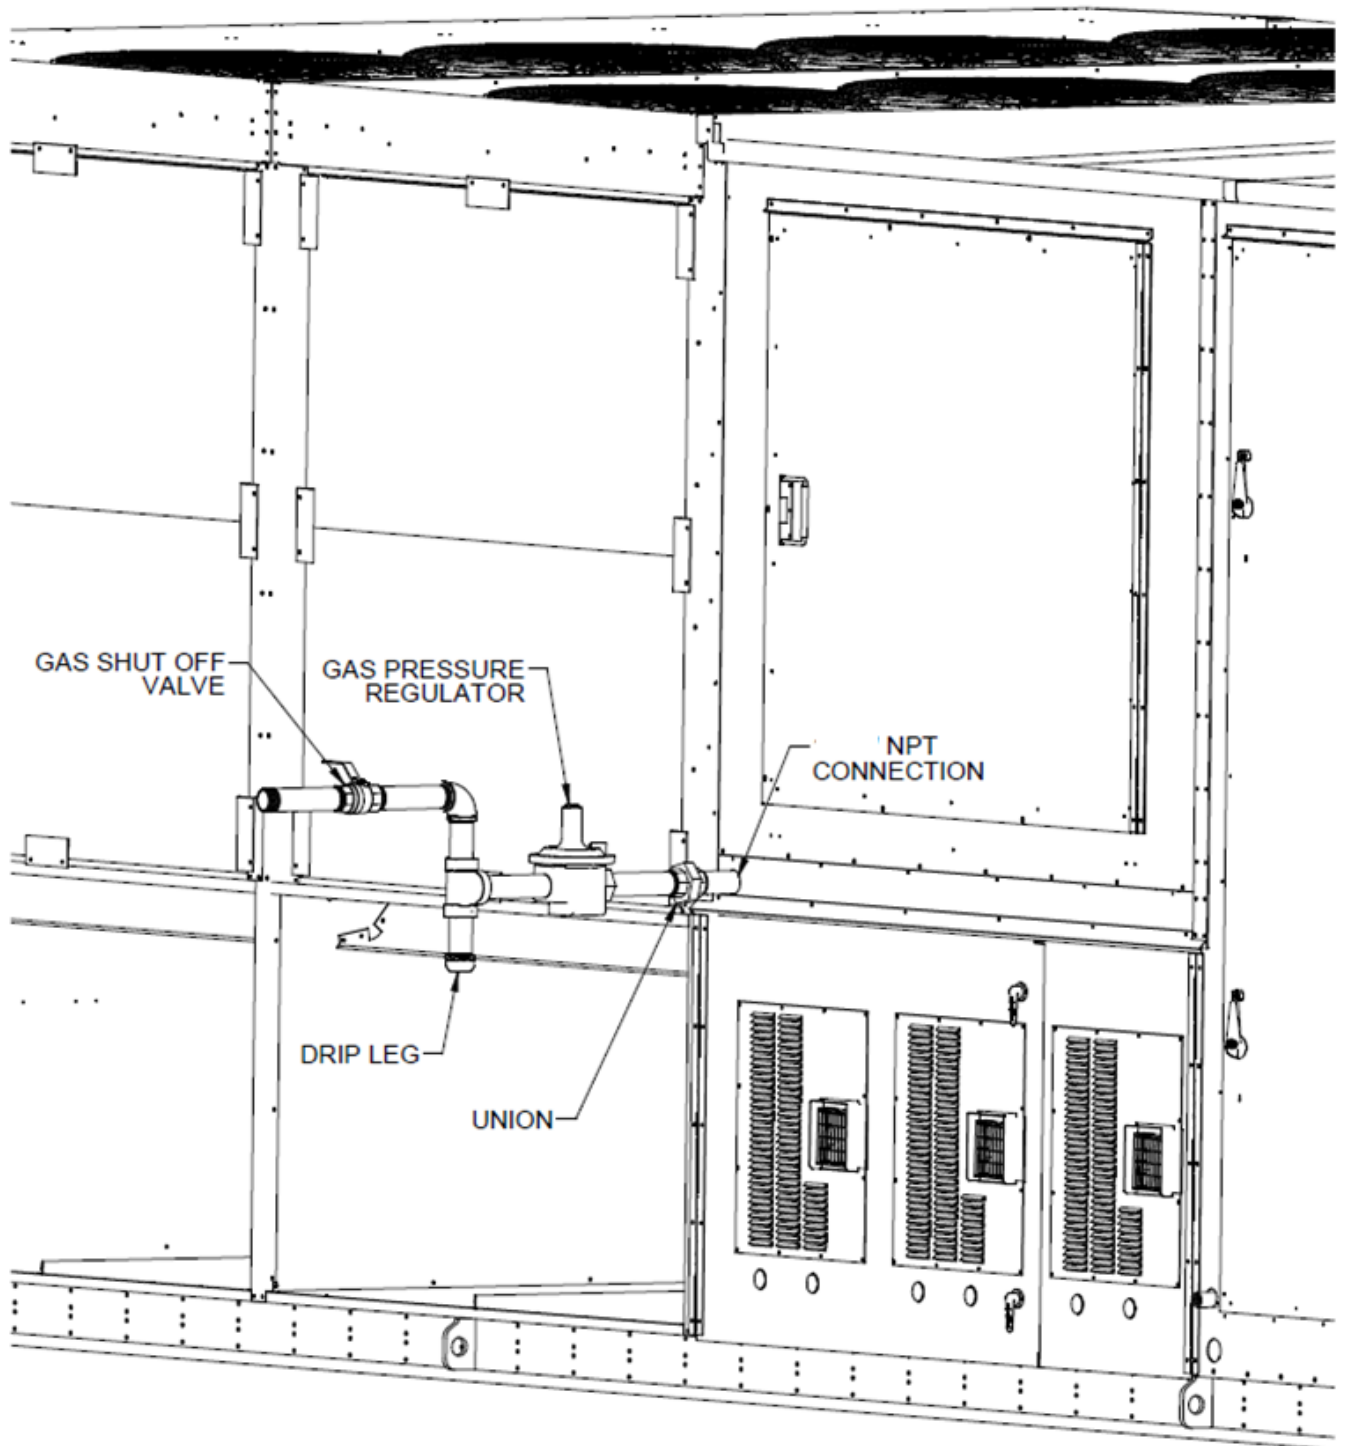 GAS SHUT OFF
VALVE
GAS PRESSURE
REGULATOR
NPT
CONNECTION
DRIP LEG
UNION